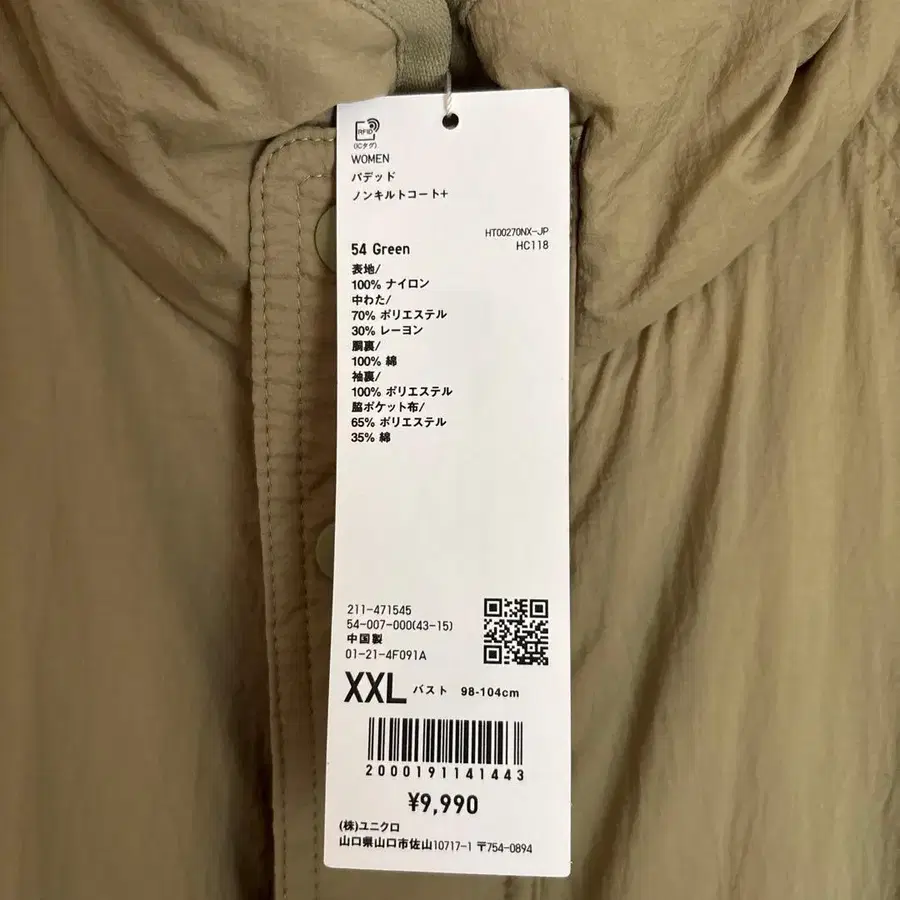 RFID
(ICタグ)
WOMEN
パデッド
ノンキルトコート+
HT00270NX-JP
HC118
54 Green
表地/
100% ナイロン
中わた/
70% ポリエステル
30% レーヨン
胴裏/
100% 綿
袖裏/
100% ポリエステル
脇ポケット布/
65% ポリエステル
35% 綿
211-471545
54-007-000(43-15)
中国製
01-21-4F091A
XXL バスト 98-104cm
2000191141443
¥9,990
(株)ユニクロ
山口県山口市佐山10717-1 〒754-0894